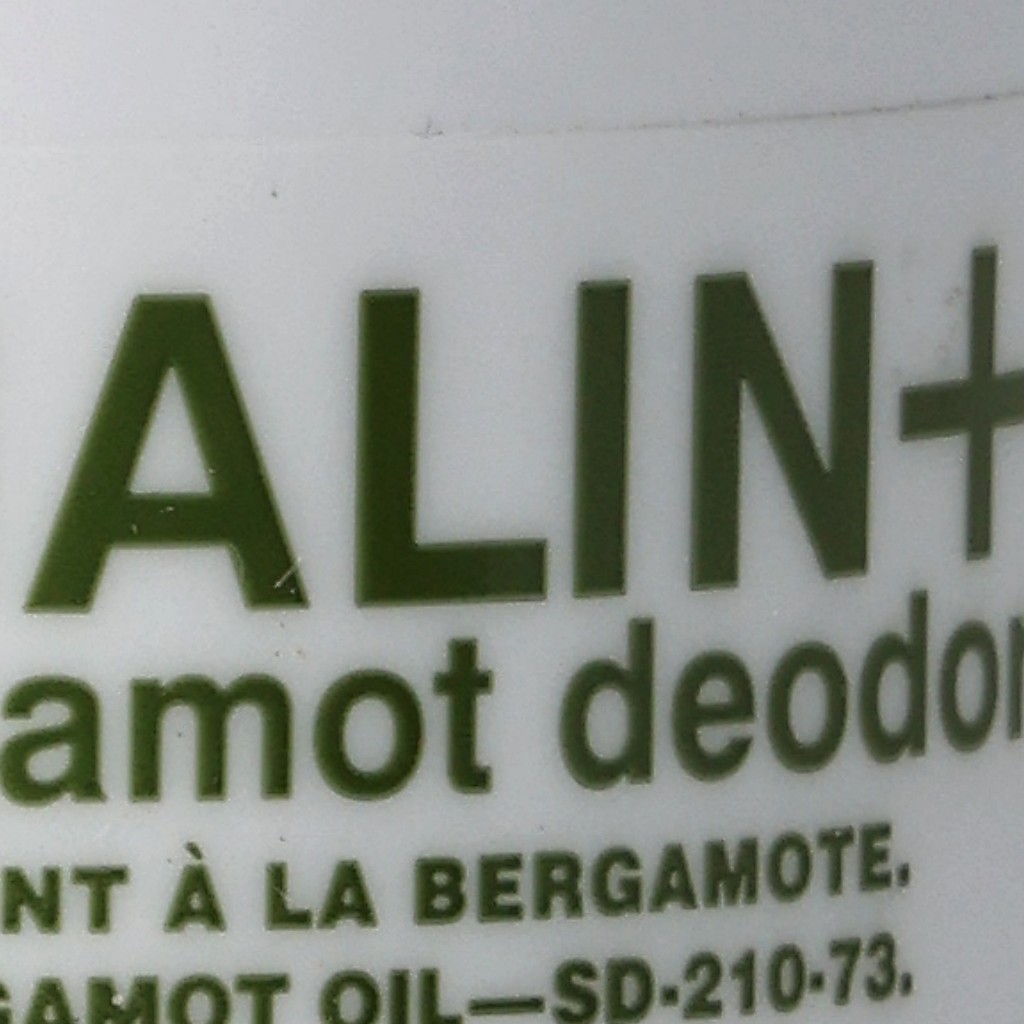 ALIN+
amot deodor
NT À LA BERGAMOTE.
GAMOT OIL—SD-210-73.